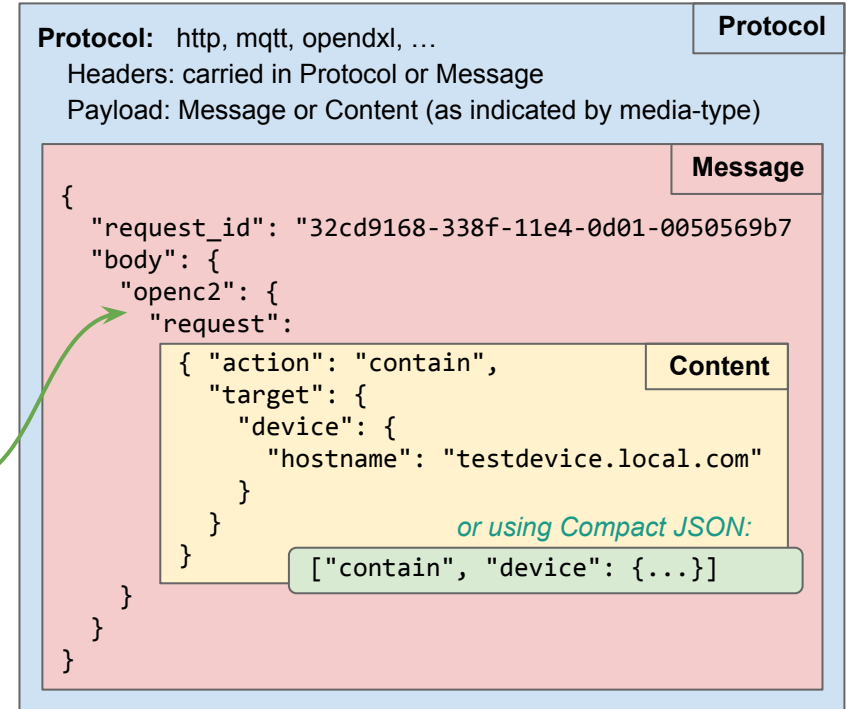 Protocol
Protocol: http, mqtt, opendxl, …
Headers: carried in Protocol or Message
Payload: Message or Content (as indicated by media-type)
Message
{
"request_id": "32cd9168-338f-11e4-0d01-0050569b7
"body": {
"openc2": {
"request":
Content
{ "action": "contain",
"target": {
"device": {
"hostname": "testdevice.local.com"
}
}
or using Compact JSON:
}
["contain", "device": {...}]
}
}
}